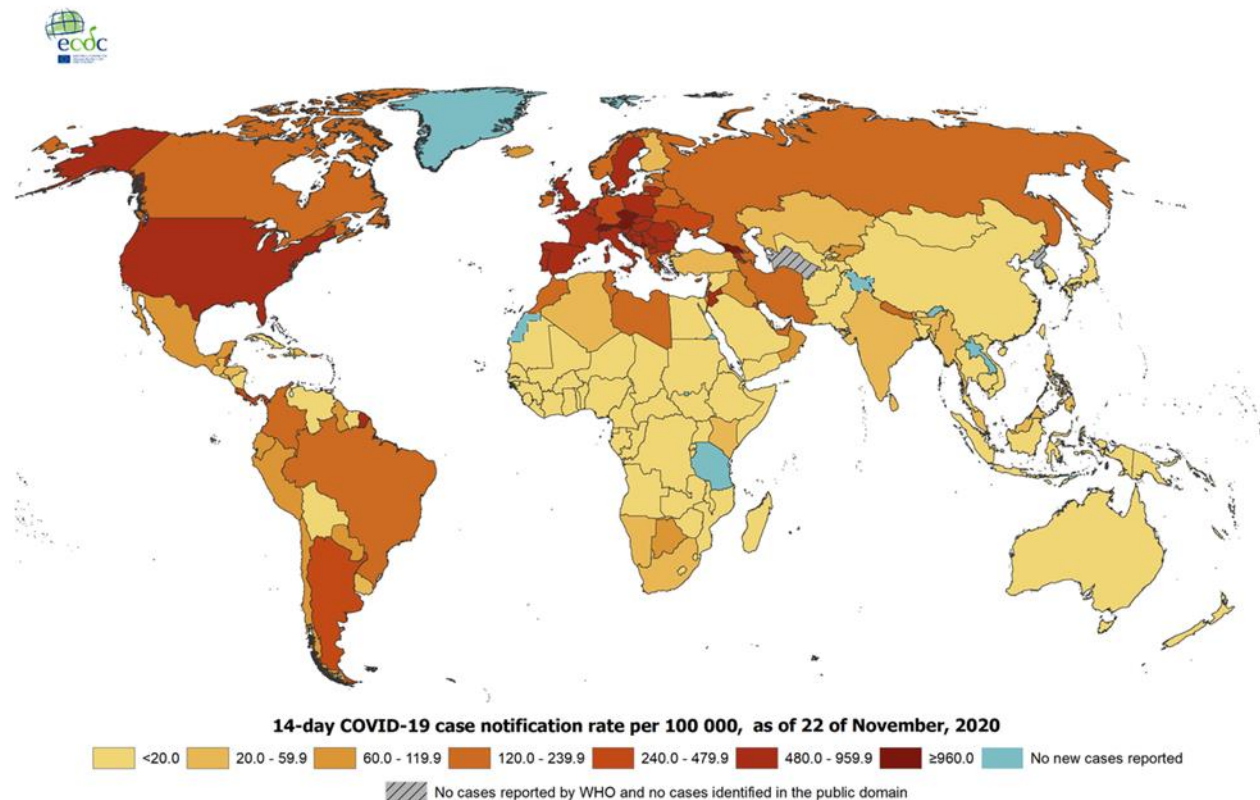 ecdc
14-day COVID-19 case notification rate per 100 000, as of 22 of November, 2020
<20.0
20.0 - 59.9
60.0 - 119.9
120.0 - 239.9
240.0 - 479.9
480.0 - 959.9
≥960.0
No new cases reported
No cases reported by WHO and no cases identified in the public domain